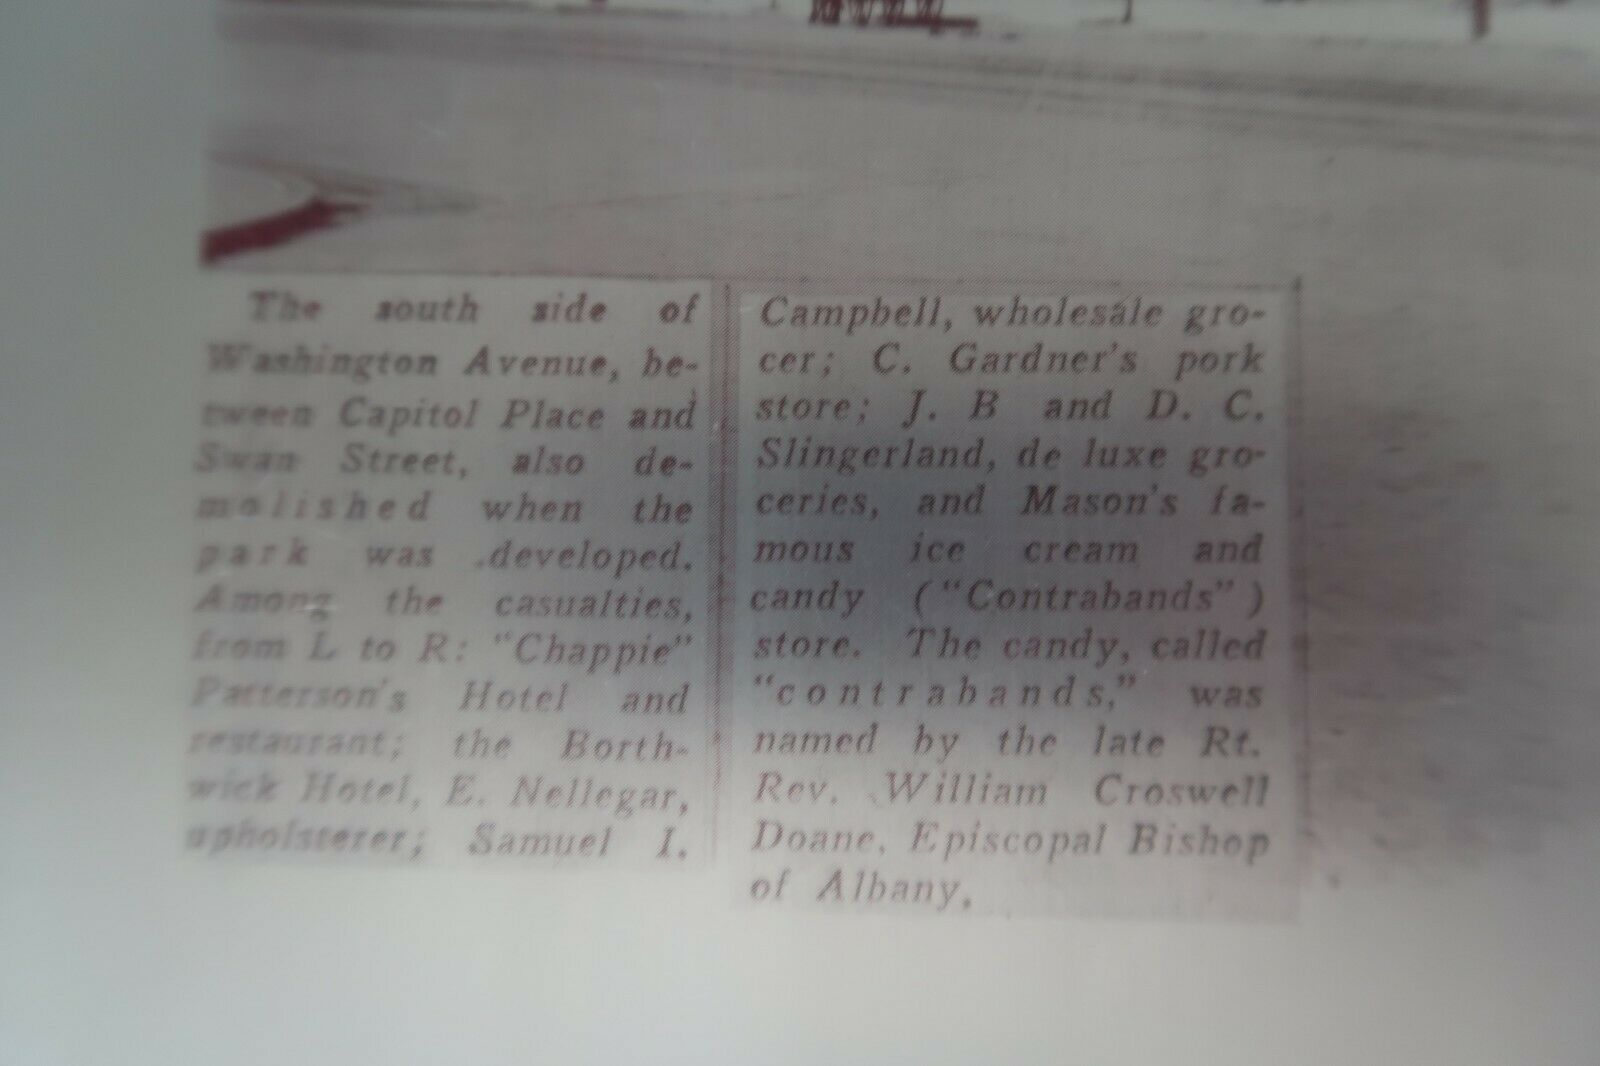 The south side of
Washington Avenue, be-
tween Capitol Place and
Swan Street, also de-
molished when the
park was developed.
Among the casualties,
from L to R: "Chappie"
Patterson's Hotel and
restaurant; the Borth-
wick Hotel, E. Nellegar,
upholsterer; Samuel I.
Campbell, wholesale gro-
cer; C. Gardner's pork
store; J. B and D. C.
Slingerland, de luxe gro-
ceries, and Mason's fa-
mous ice cream and
candy ("Contrabands")
store. The candy, called
"contrabands," was
named by the late Rt.
Rev. William Croswell
Doane, Episcopal Bishop
of Albany.